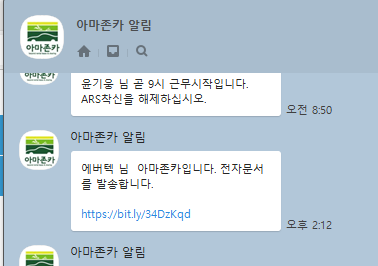 아마존카 알림
아마존카
윤기웅 님 곧 9시 근무시작입니다.
ARS착신을 해제하십시오.
오전 8:50
아마존카 알림
아마존카
에버텍 님  아마존카입니다. 전자문서
를 발송합니다.
https://bit.ly/34DzKqd
오후 2:12
아마존카 알림